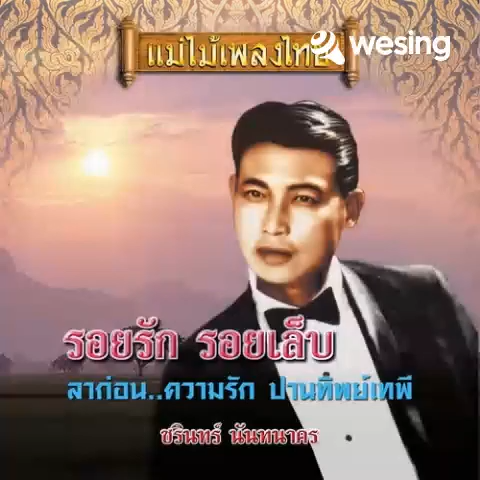 แม่ไม้เพลงไทย
wesing
รอยรัก รอยเล็บ
ลาก่อน..ความรัก ปานทิพย์เทพี
ชรินทร์ นันทนาคร